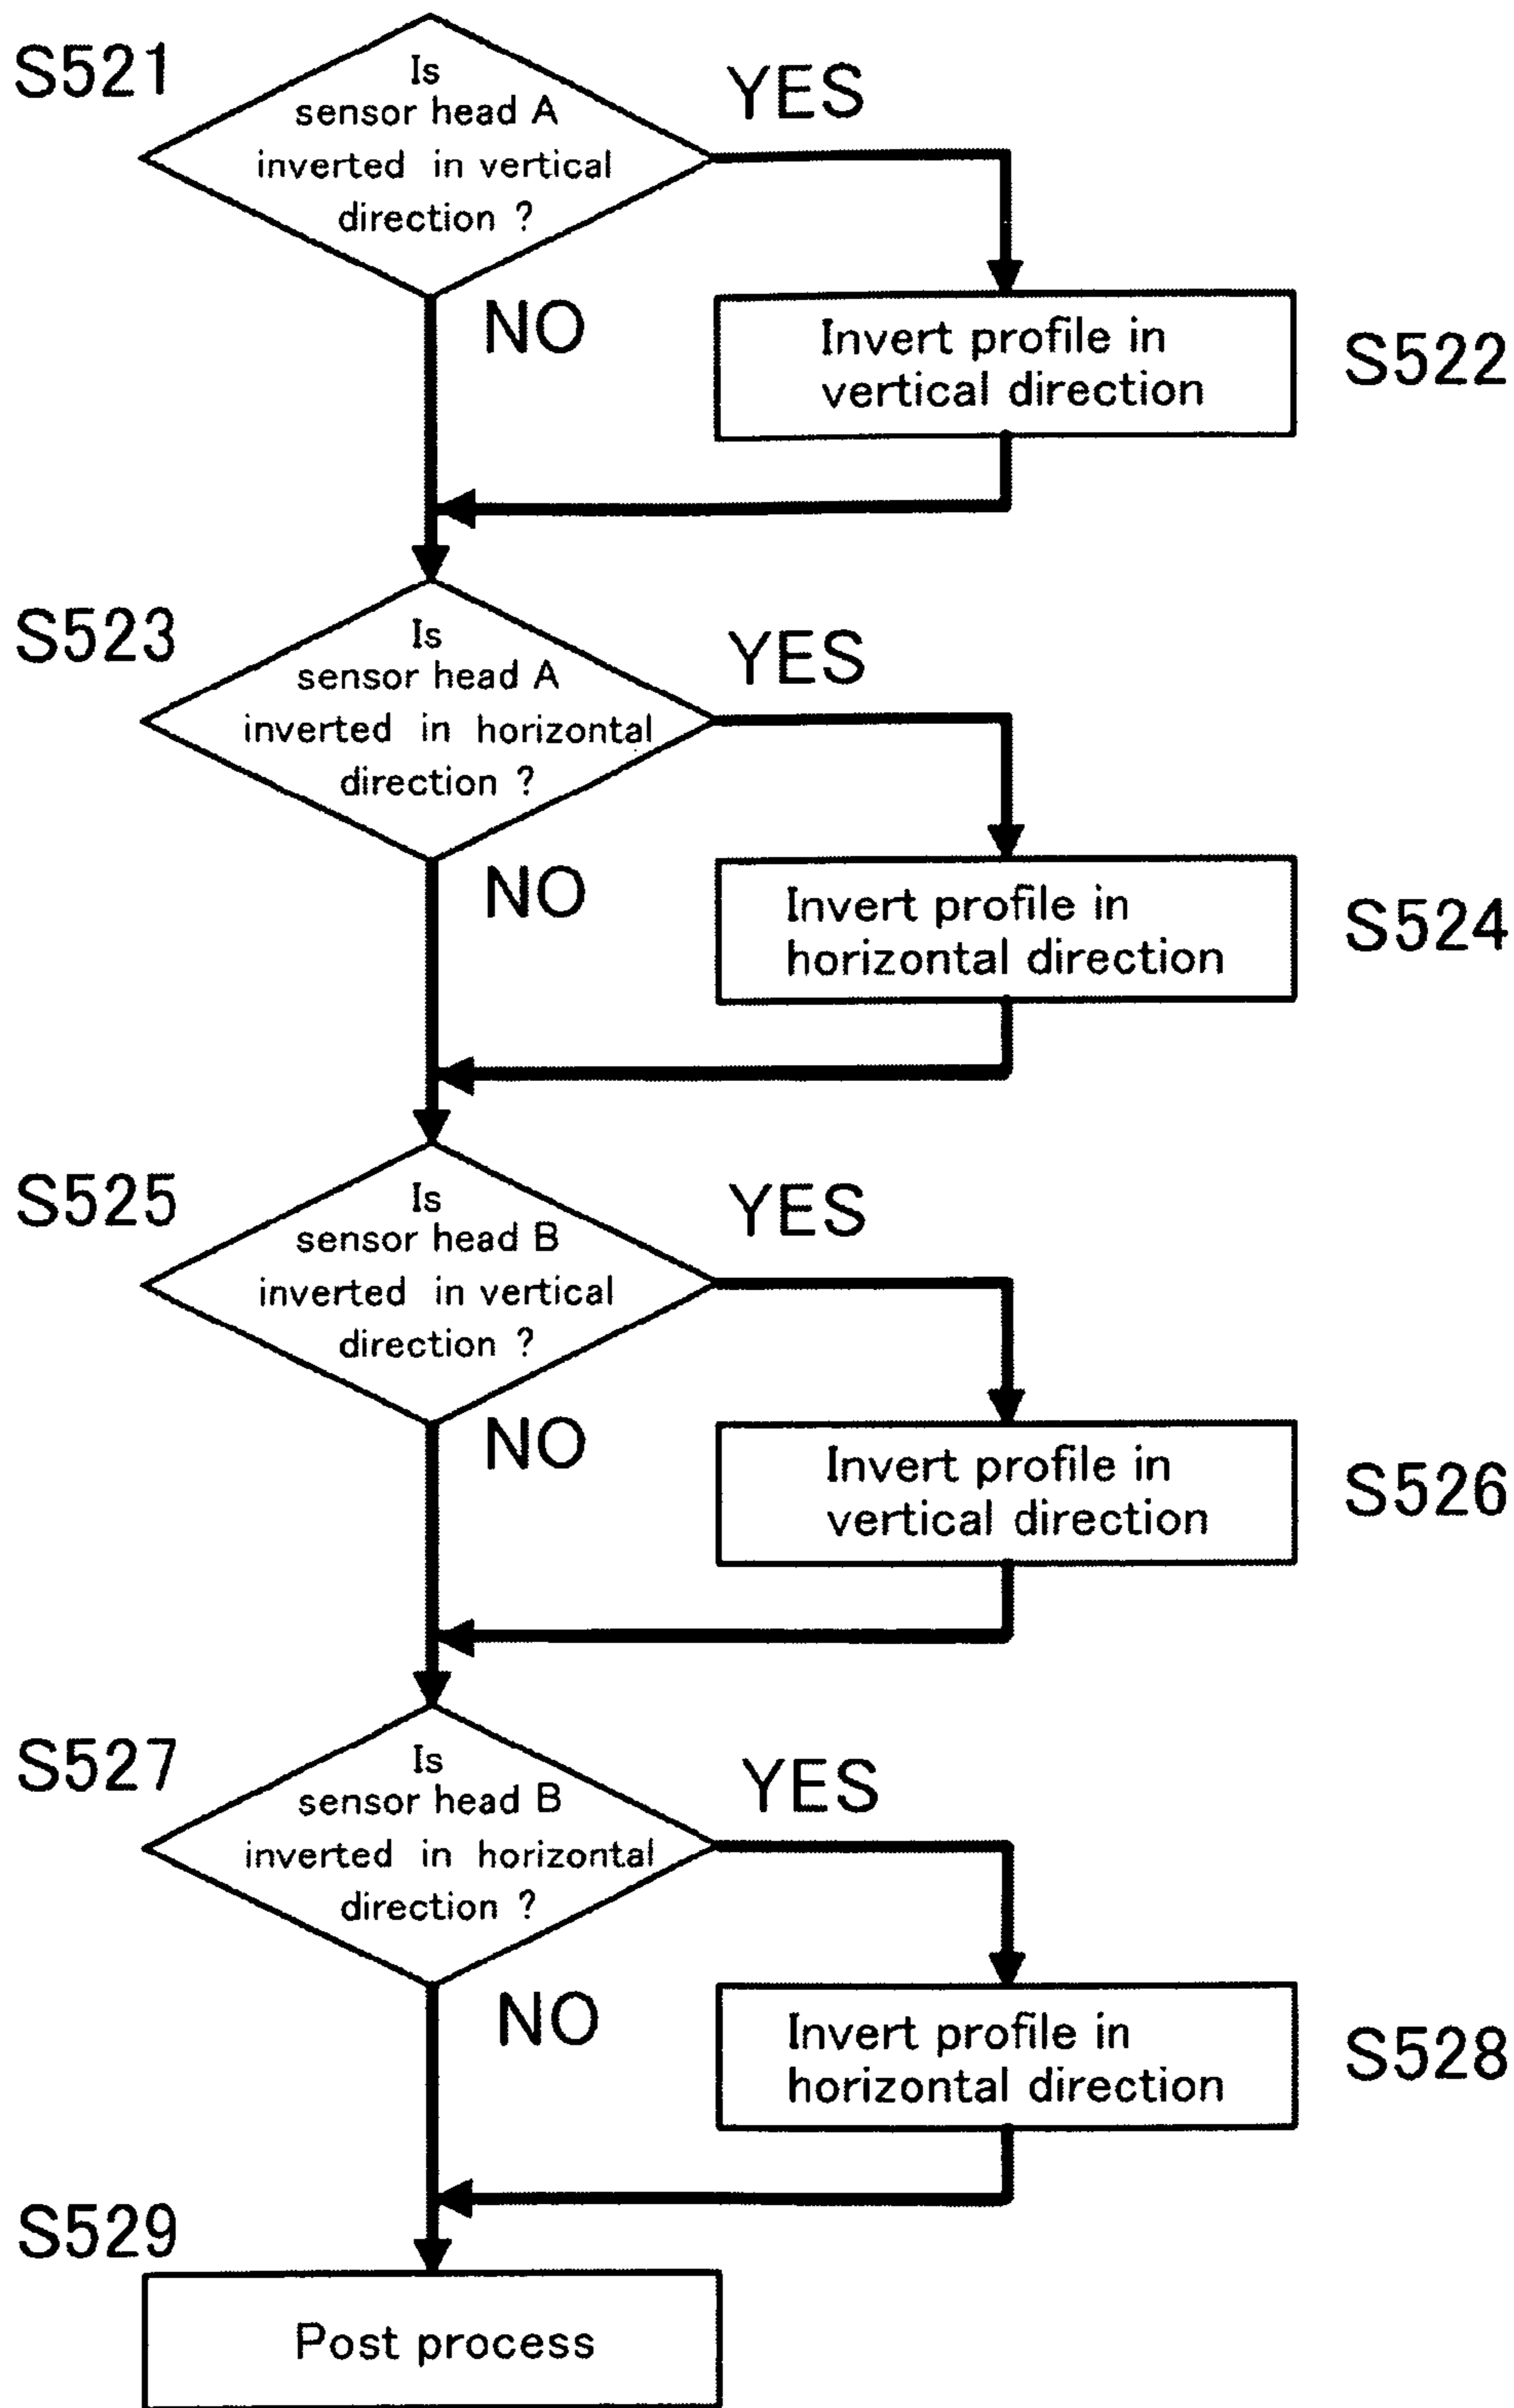 S521
Is
sensor head A
inverted in vertical
direction ?
YES
NO
Invert profile in
vertical direction
S522
S523
Is
sensor head A
inverted in horizontal
direction ?
YES
NO
Invert profile in
horizontal direction
S524
S525
Is
sensor head B
inverted in vertical
direction ?
YES
NO
Invert profile in
vertical direction
S526
S527
Is
sensor head B
inverted in horizontal
direction ?
YES
NO
Invert profile in
horizontal direction
S528
S529
Post process